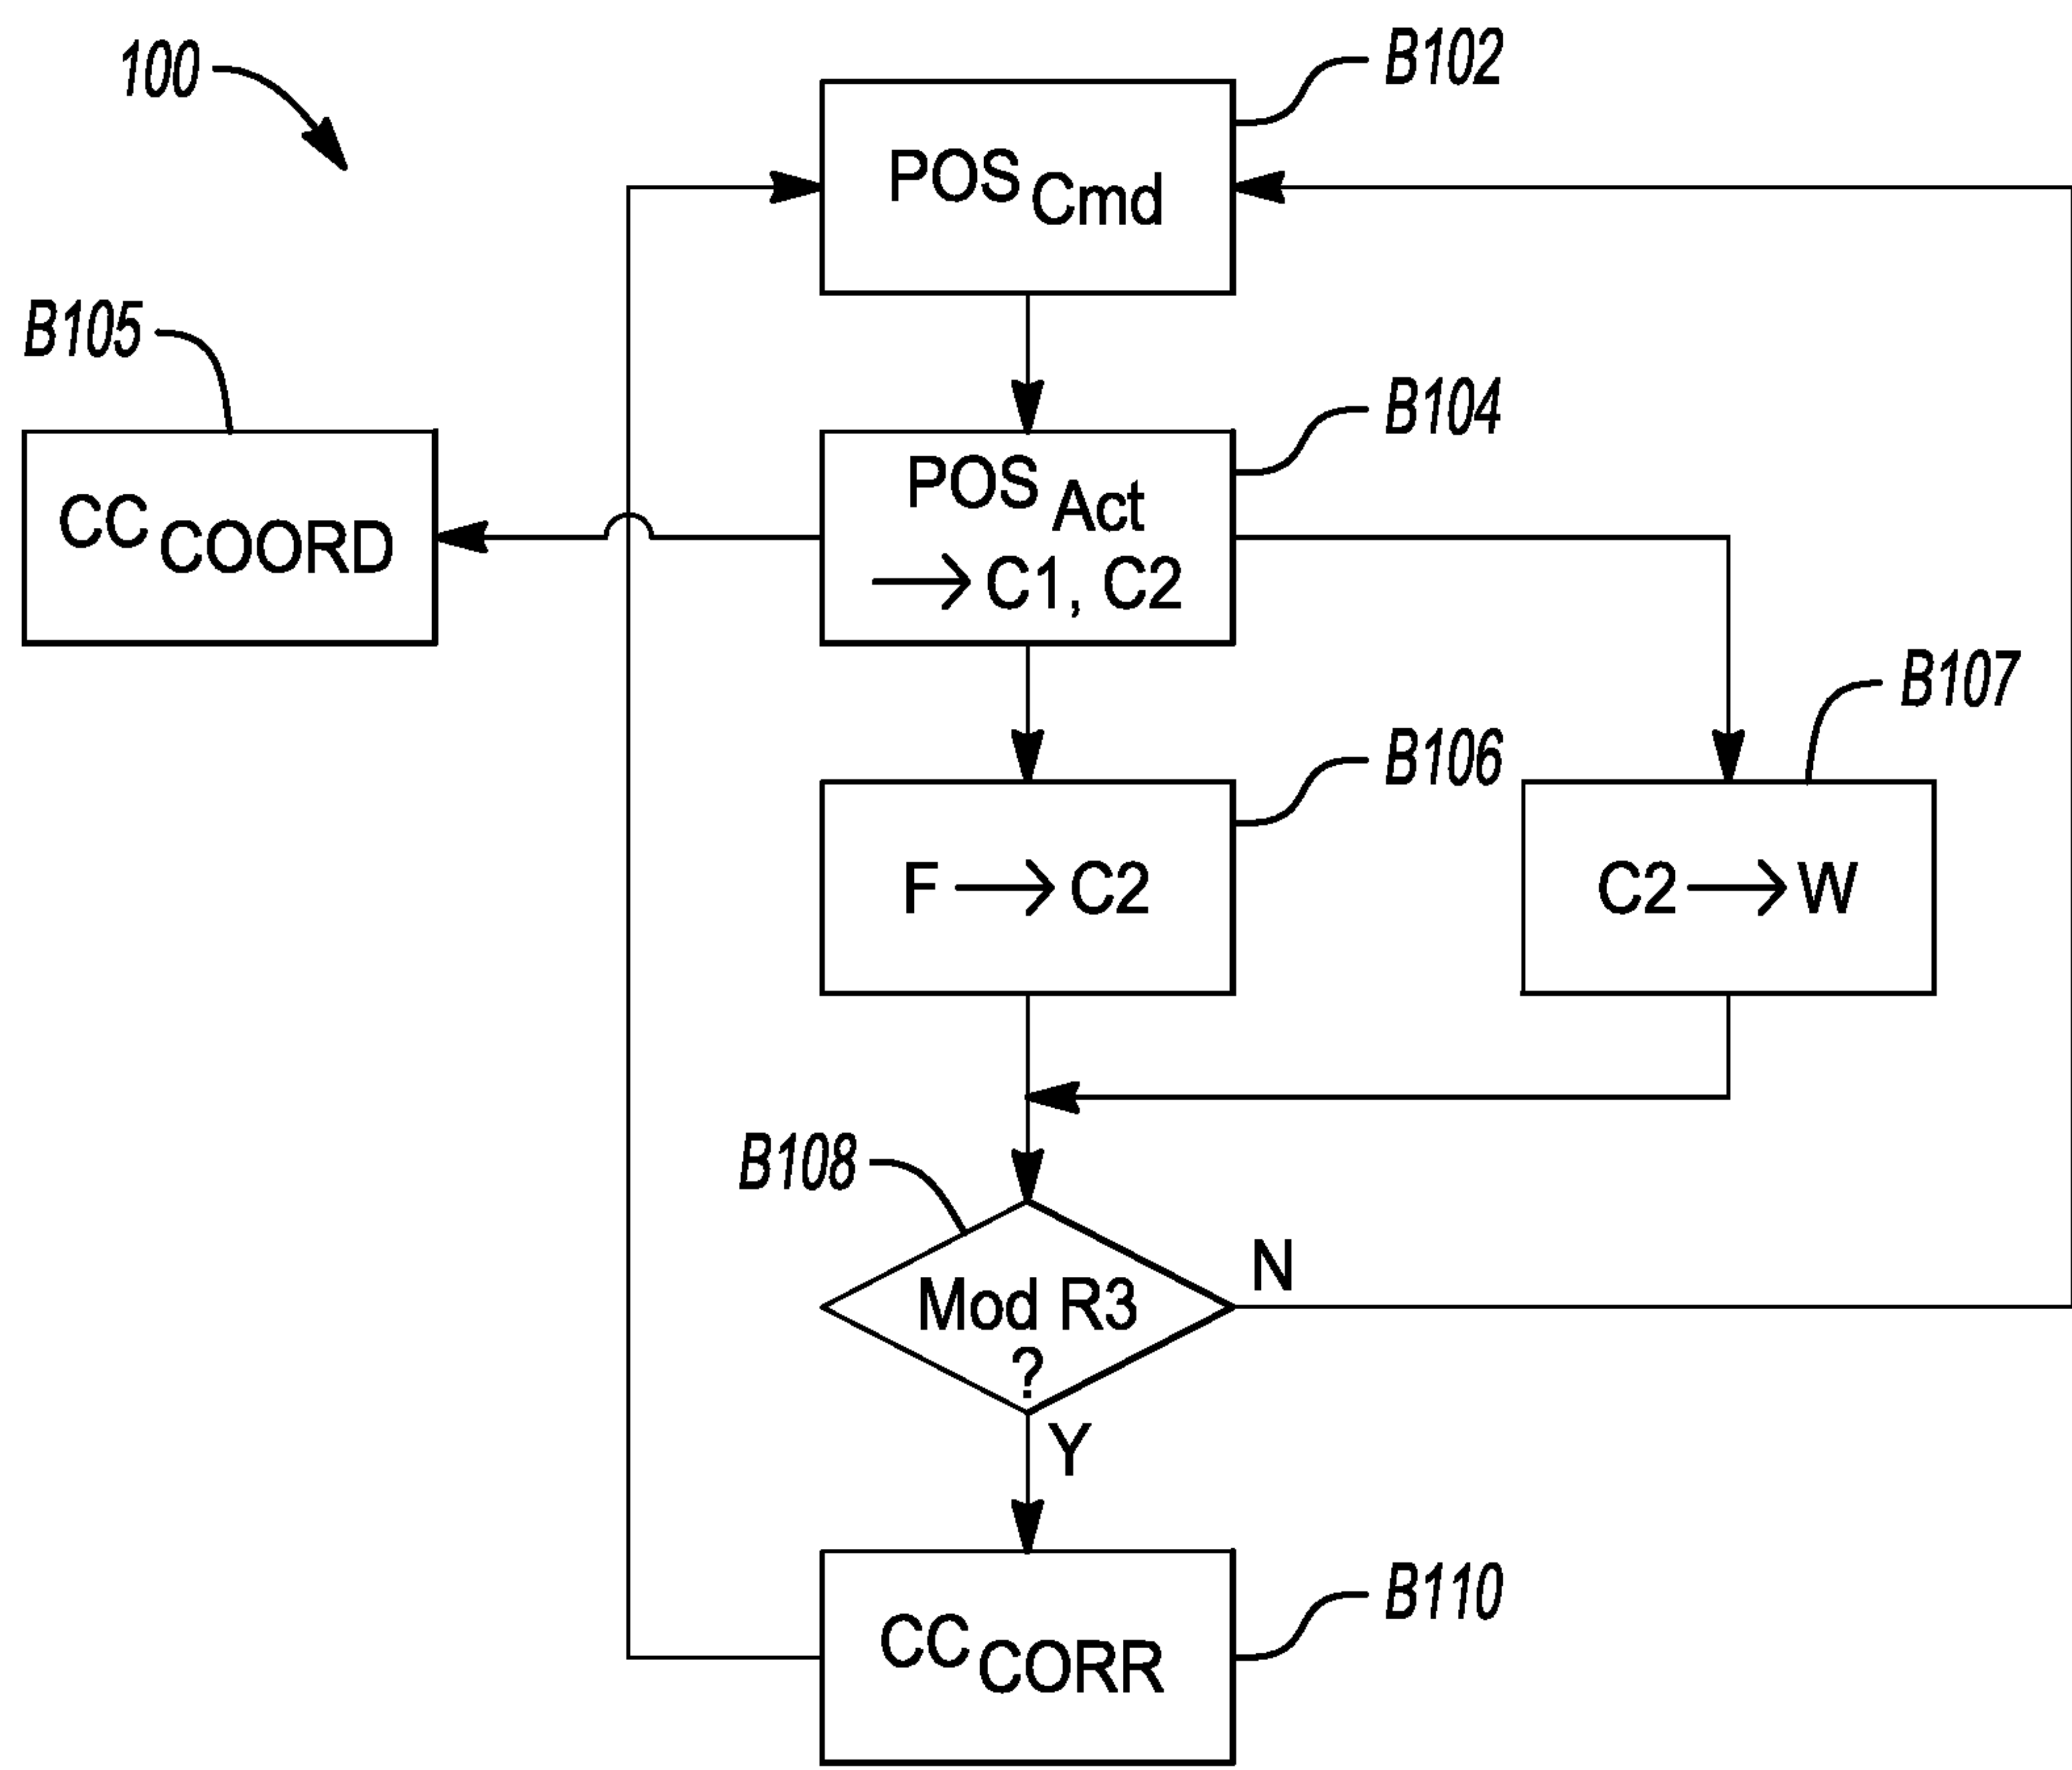 100
B102
POS Cmd
B105
B104
CC COORD
POS Act
→ C1, C2
B107
B106
F → C2
C2 → W
B108
N
Mod R3
?
Y
B110
CC CORR